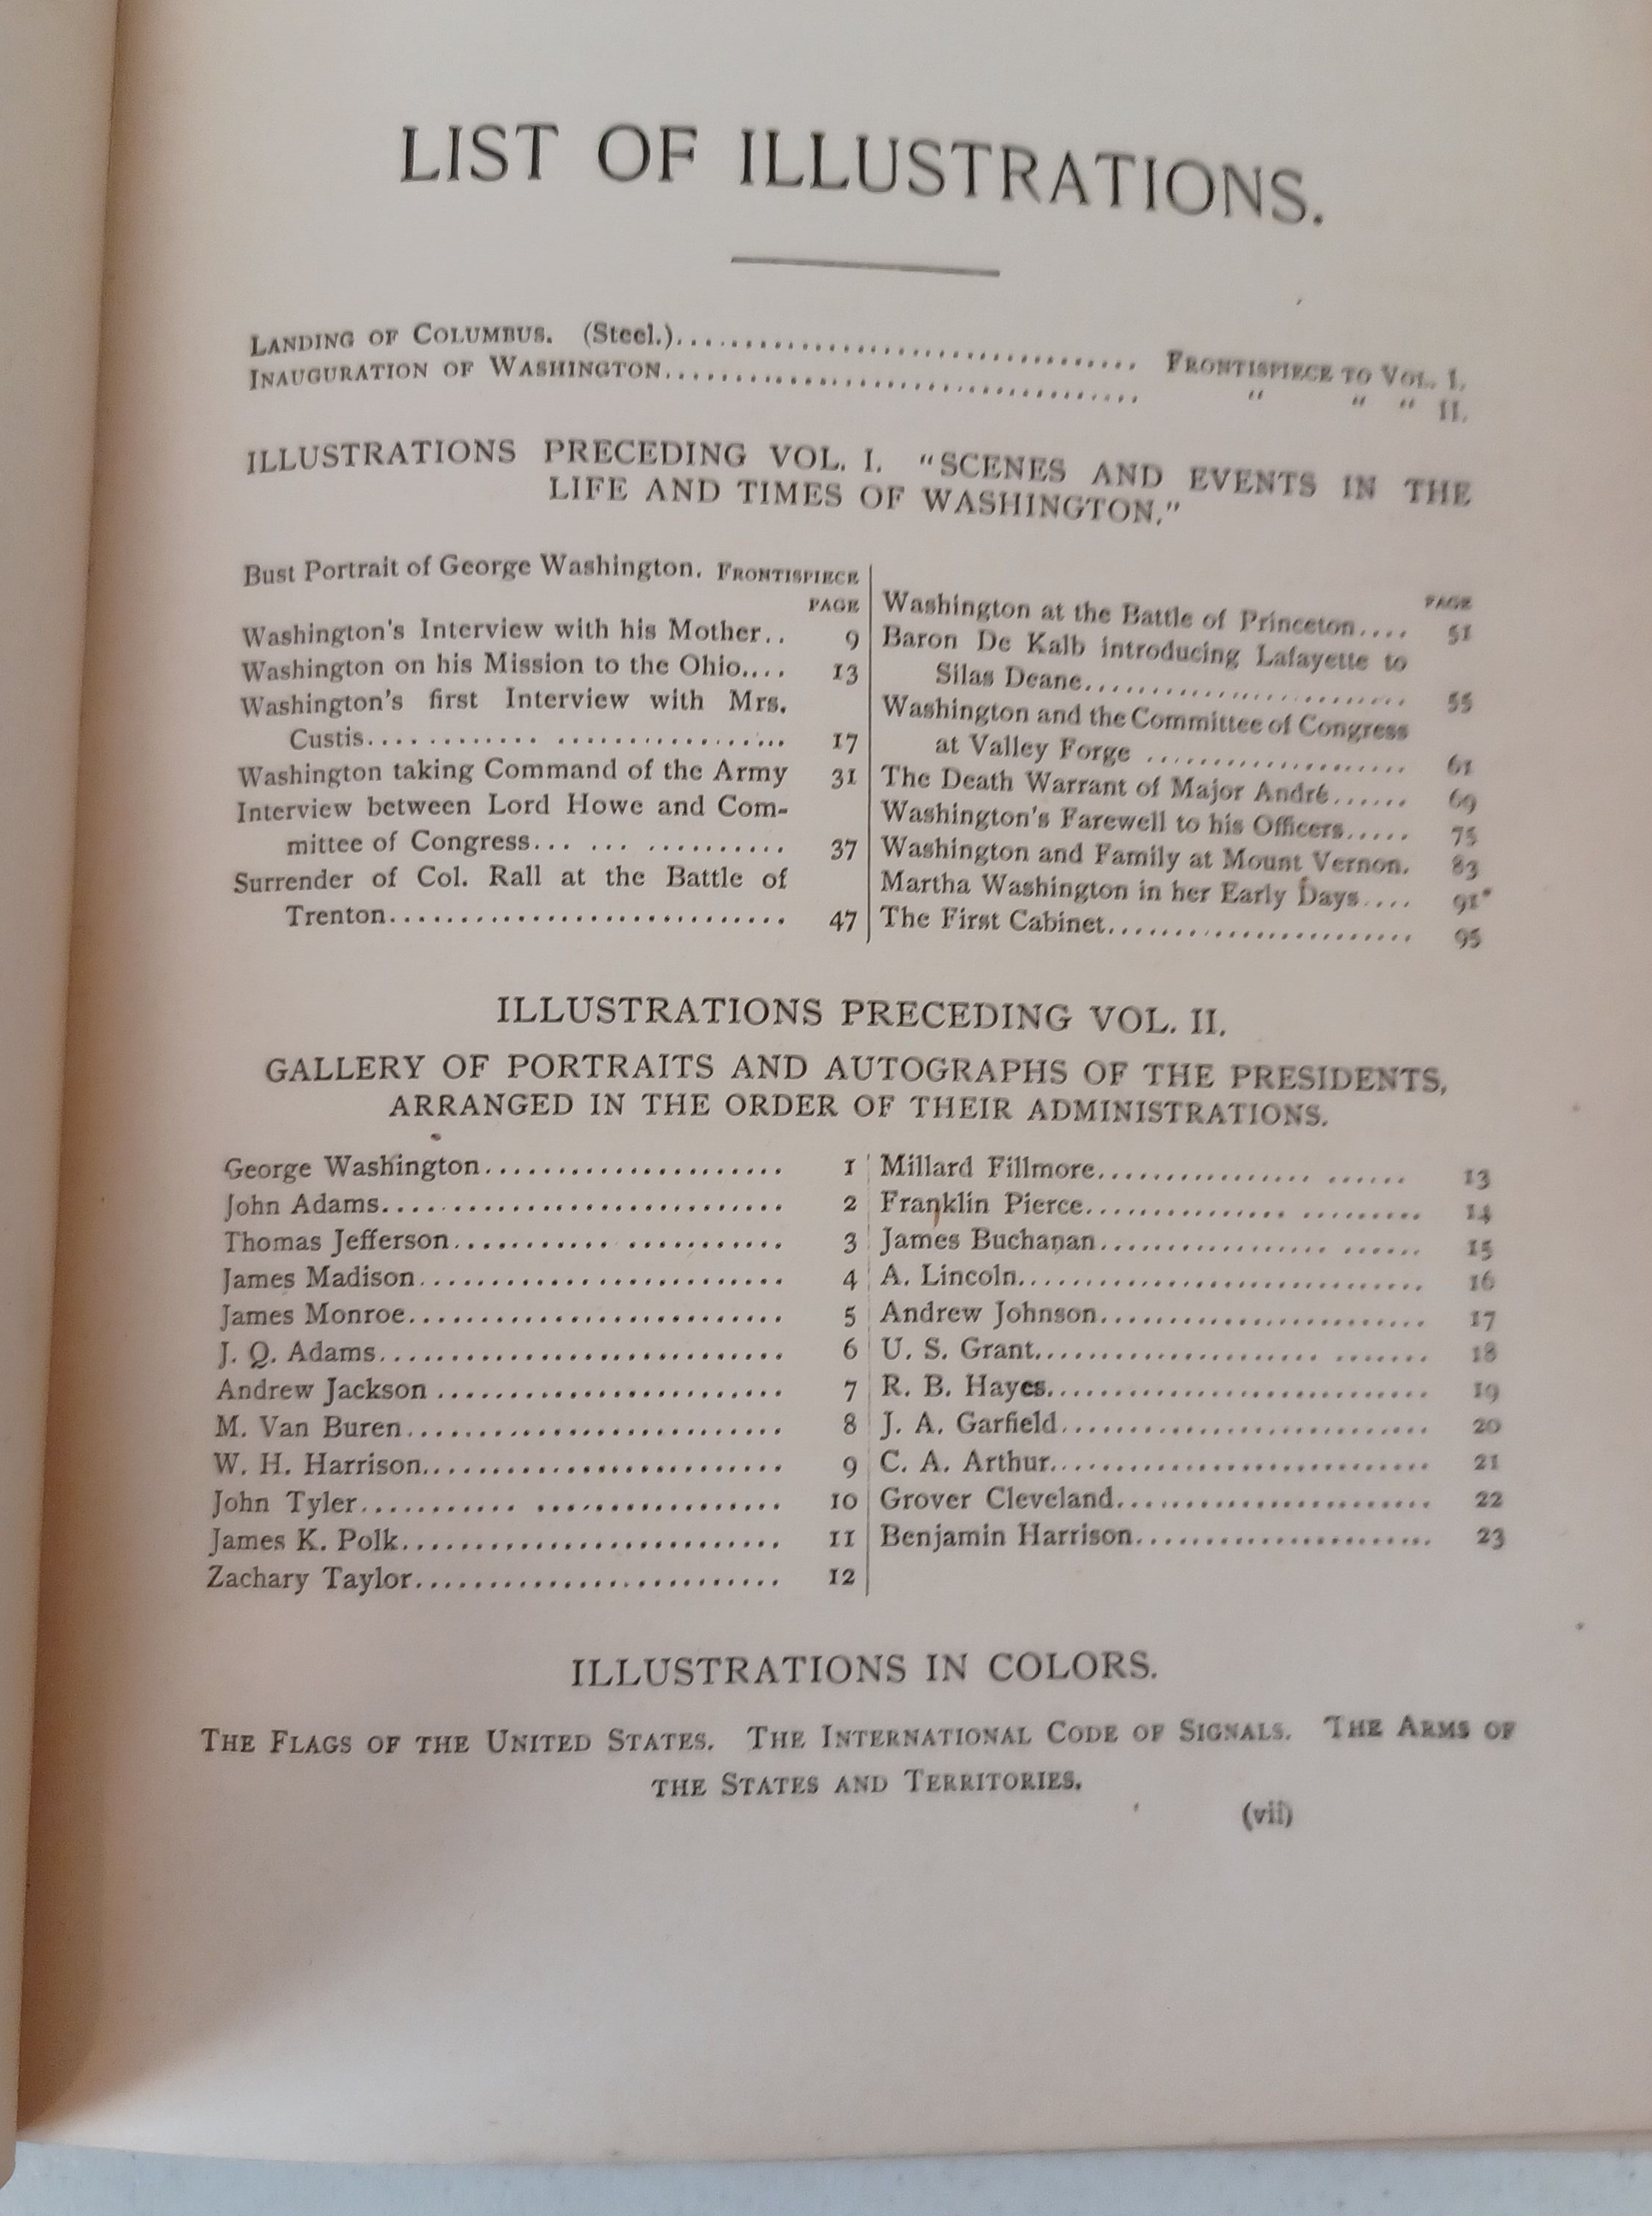 LIST OF ILLUSTRATIONS.
LANDING OF COLUMBUS. (Steel.)........................ FRONTISPIECE TO VOL. I.
INAUGURATION OF WASHINGTON........................ " " " II.
ILLUSTRATIONS PRECEDING VOL. I. "SCENES AND EVENTS IN THE
LIFE AND TIMES OF WASHINGTON."
Bust Portrait of George Washington. FRONTISPIECE
PAGE
Washington's Interview with his Mother.. 9
Washington on his Mission to the Ohio.... 13
Washington's first Interview with Mrs.
Custis............................ 17
Washington taking Command of the Army 31
Interview between Lord Howe and Com-
mittee of Congress... ... .......... 37
Surrender of Col. Rall at the Battle of
Trenton............................ 47
PAGE
Washington at the Battle of Princeton.... 51
Baron De Kalb introducing Lafayette to
Silas Deane........................ 55
Washington and the Committee of Congress
at Valley Forge .................... 61
The Death Warrant of Major André...... 69
Washington's Farewell to his Officers..... 75
Washington and Family at Mount Vernon. 83
Martha Washington in her Early Days.... 91
The First Cabinet...................... 95
ILLUSTRATIONS PRECEDING VOL. II.
GALLERY OF PORTRAITS AND AUTOGRAPHS OF THE PRESIDENTS,
ARRANGED IN THE ORDER OF THEIR ADMINISTRATIONS.
George Washington..................... 1
John Adams............................ 2
Thomas Jefferson........... ........... 3
James Madison......................... 4
James Monroe.......................... 5
J. Q. Adams............................ 6
Andrew Jackson ........................ 7
M. Van Buren.......................... 8
W. H. Harrison......................... 9
John Tyler........... ................. 10
James K. Polk.......................... 11
Zachary Taylor......................... 12
Millard Fillmore................ ...... 13
Franklin Pierce.............. ......... 14
James Buchanan............... ...... 15
A. Lincoln............................ 16
Andrew Johnson....................... 17
U. S. Grant.................... ....... 18
R. B. Hayes........................... 19
J. A. Garfield.......................... 20
C. A. Arthur........................... 21
Grover Cleveland...................... 22
Benjamin Harrison..................... 23
ILLUSTRATIONS IN COLORS.
THE FLAGS OF THE UNITED STATES. THE INTERNATIONAL CODE OF SIGNALS. THE ARMS OF
THE STATES AND TERRITORIES.
(vii)